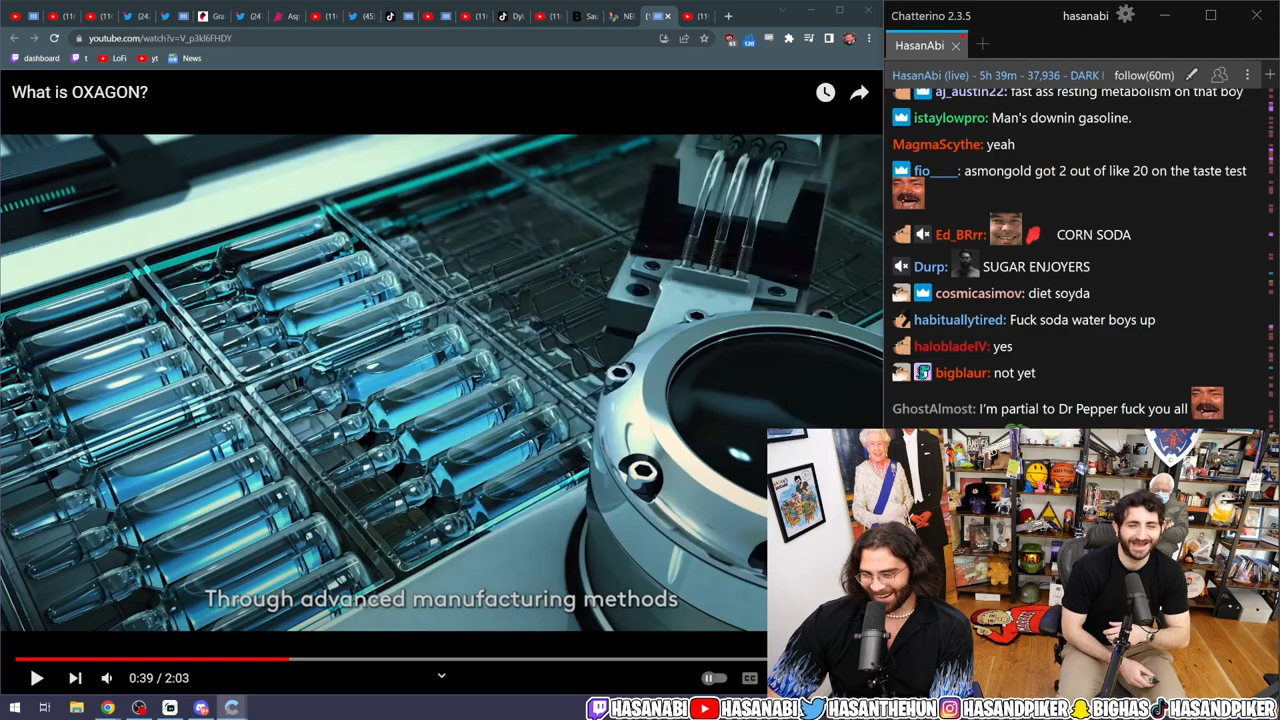 youtube.com/watch?v=V_p3kl6FHDY
dashboard
t
LoFi
yt
News
What is OXAGON?
Through advanced manufacturing methods
0:39 / 2:03
CC
Chatterino 2.3.5
hasanabi
HasanAbi
HasanAbi (live) - 5h 39m - 37,936 - DARK
follow(60m)
aj_austin22: fast ass resting metabolism on that boy
istaylowpro: Man's downin gasoline.
MagmaScythe: yeah
fio____: asmongold got 2 out of like 20 on the taste test
Ed_BRrr: CORN SODA
Durp: SUGAR ENJOYERS
cosmicasimov: diet soyda
habituallytired: Fuck soda water boys up
halobladeIV: yes
bigblaur: not yet
GhostAlmost: I'm partial to Dr Pepper fuck you all
HASANABI
HASANABI
HASANTHEHUN
HASANDPIKER
BIGHAS
HASANDPIKER